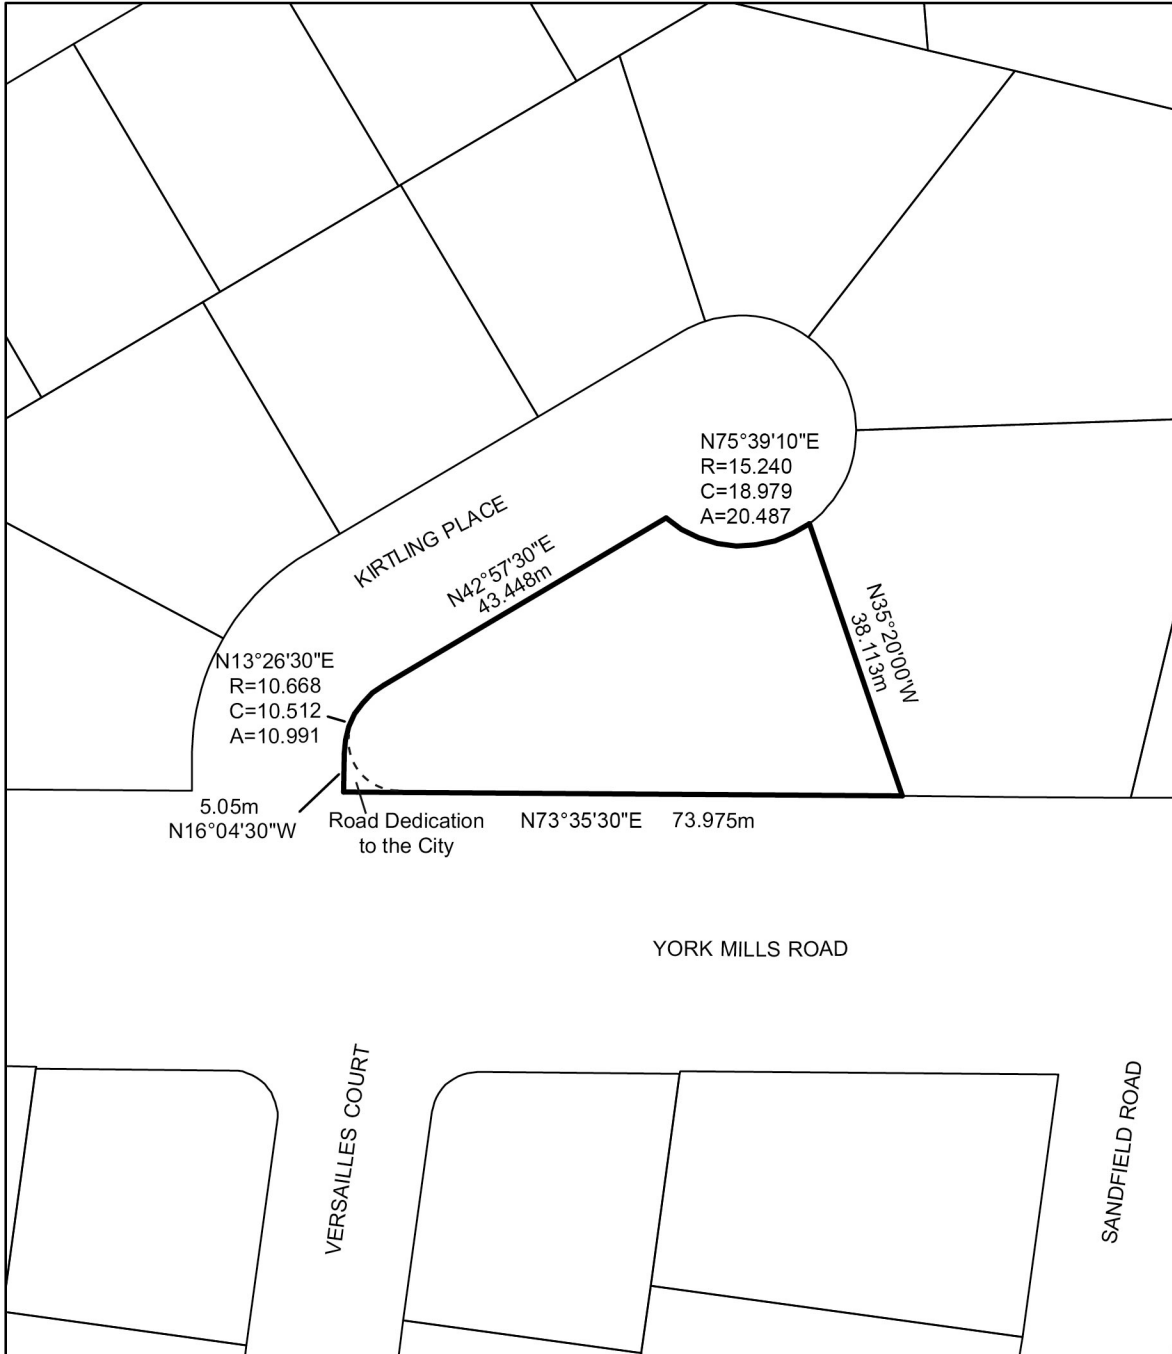 N75°39'10"E
R=15.240
C=18.979
A=20.487
KIRTLING PLACE
N42°57'30"E
43.448m
N35°20'00'W
38.113m
N13°26'30"E
R=10.668
C=10.512
A=10.991
5.05m
N16°04'30"W
Road Dedication
to the City
N73°35'30"E 73.975m
YORK MILLS ROAD
VERSAILLES COURT
SANDFIELD ROAD